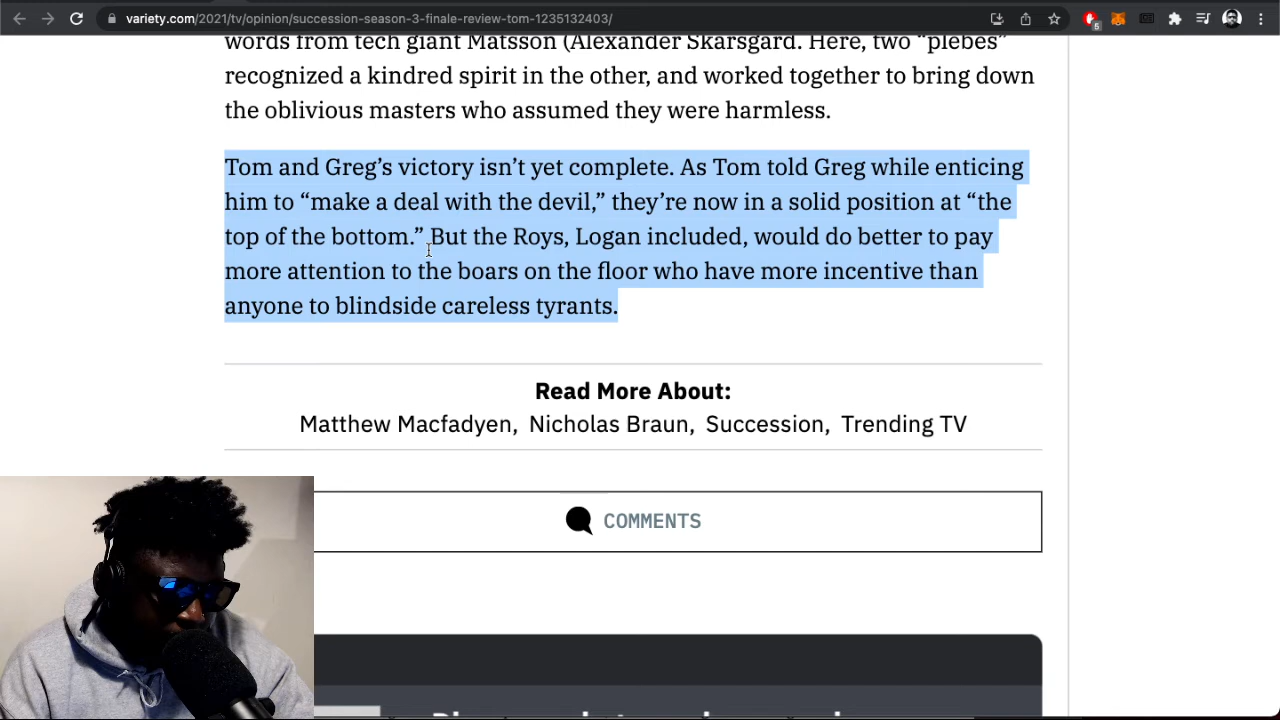 variety.com/2021/tv/opinion/succession-season-3-finale-review-tom-1235132403/
5
words from tech giant Matsson (Alexander Skarsgard. Here, two “plebes”
recognized a kindred spirit in the other, and worked together to bring down
the oblivious masters who assumed they were harmless.
Tom and Greg’s victory isn’t yet complete. As Tom told Greg while enticing
him to “make a deal with the devil,” they’re now in a solid position at “the
top of the bottom.” But the Roys, Logan included, would do better to pay
more attention to the boars on the floor who have more incentive than
anyone to blindside careless tyrants.
Read More About:
Matthew Macfadyen, Nicholas Braun, Succession, Trending TV
COMMENTS